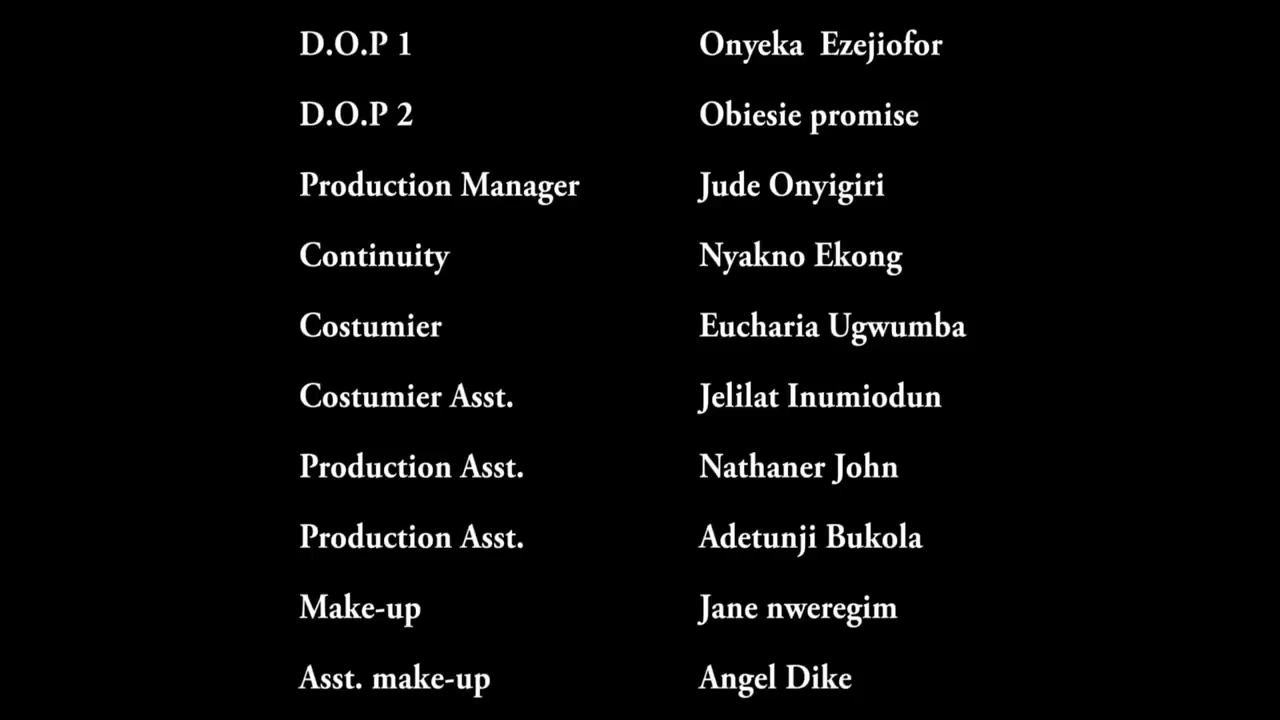 D.O.P 1 Onyeka Ezejiofor
D.O.P 2 Obiesie promise
Production Manager Jude Onyigiri
Continuity Nyakno Ekong
Costumier Eucharia Ugwumba
Costumier Asst. Jelilat Inumiodun
Production Asst. Nathaner John
Production Asst. Adetunji Bukola
Make-up Jane nweregim
Asst. make-up Angel Dike